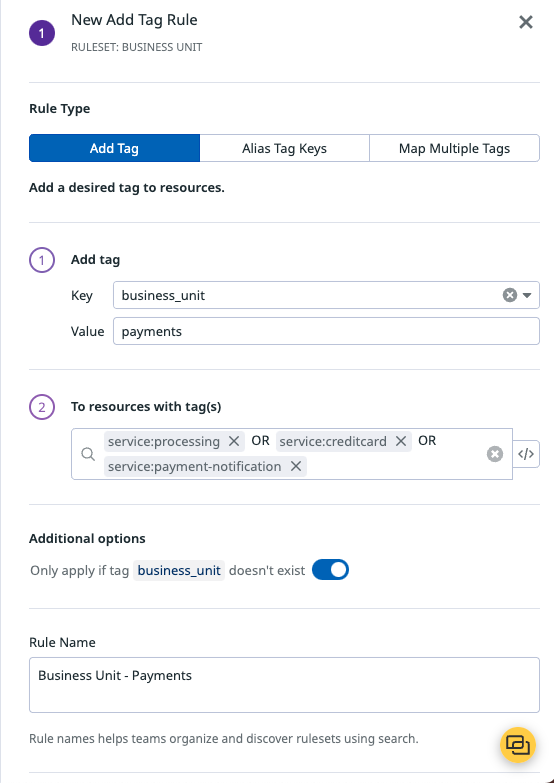 1
New Add Tag Rule
RULESET: BUSINESS UNIT
Rule Type
Add Tag
Alias Tag Keys
Map Multiple Tags
Add a desired tag to resources.
1
Add tag
Key
business_unit
Value
payments
2
To resources with tag(s)
service:processing OR service:creditcard OR
service:payment-notification
</>
Additional options
Only apply if tag business_unit doesn't exist
Rule Name
Business Unit - Payments
Rule names helps teams organize and discover rulesets using search.